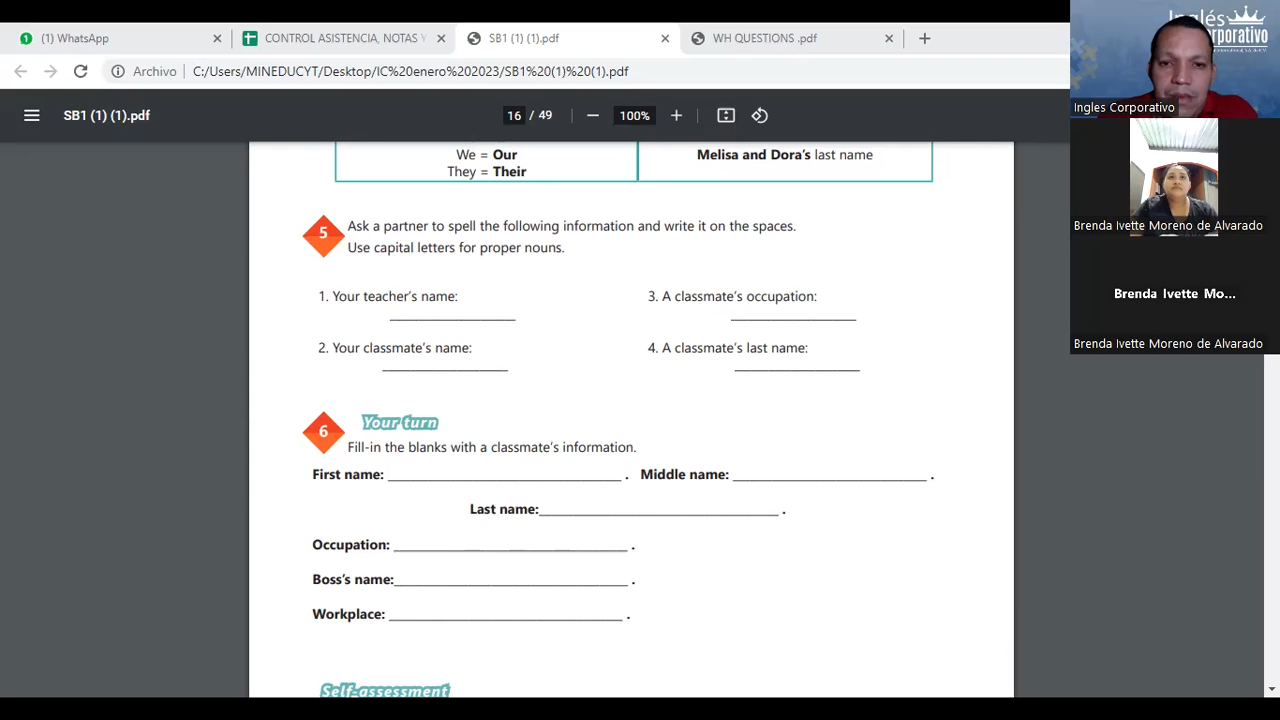 (1) WhatsApp
CONTROL ASISTENCIA, NOTAS Y
SB1 (1) (1).pdf
WH QUESTIONS .pdf
Archivo
C:/Users/MINEDUCYT/Desktop/IC%20enero%202023/SB1%20(1)%20(1).pdf
SB1 (1) (1).pdf
16 / 49
100%
We = Our
They = Their
Melisa and Dora's last name
5
Ask a partner to spell the following information and write it on the spaces.
Use capital letters for proper nouns.
1. Your teacher's name:
2. Your classmate's name:
3. A classmate's occupation:
4. A classmate's last name:
6
Your turn
Fill-in the blanks with a classmate's information.
First name: ______ . Middle name: ______ .
Last name:______ .
Occupation: ______ .
Boss's name:______ .
Workplace: ______ .
Self-assessment
Inglés
Corporativo
Ingles Corporativo
Brenda Ivette Moreno de Alvarado
Brenda Ivette Mo...
Brenda Ivette Moreno de Alvarado